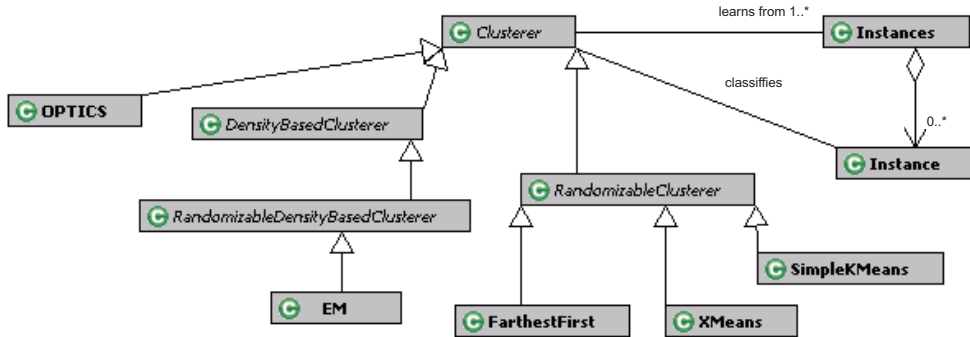 learns from 1..*
C Clusterer
C Instances
classiffies
C OPTICS
C DensityBasedClusterer
0..*
C Instance
C RandomizableClusterer
C RandomizableDensityBasedClusterer
C SimpleKMeans
C EM
C FarthestFirst
C XMeans